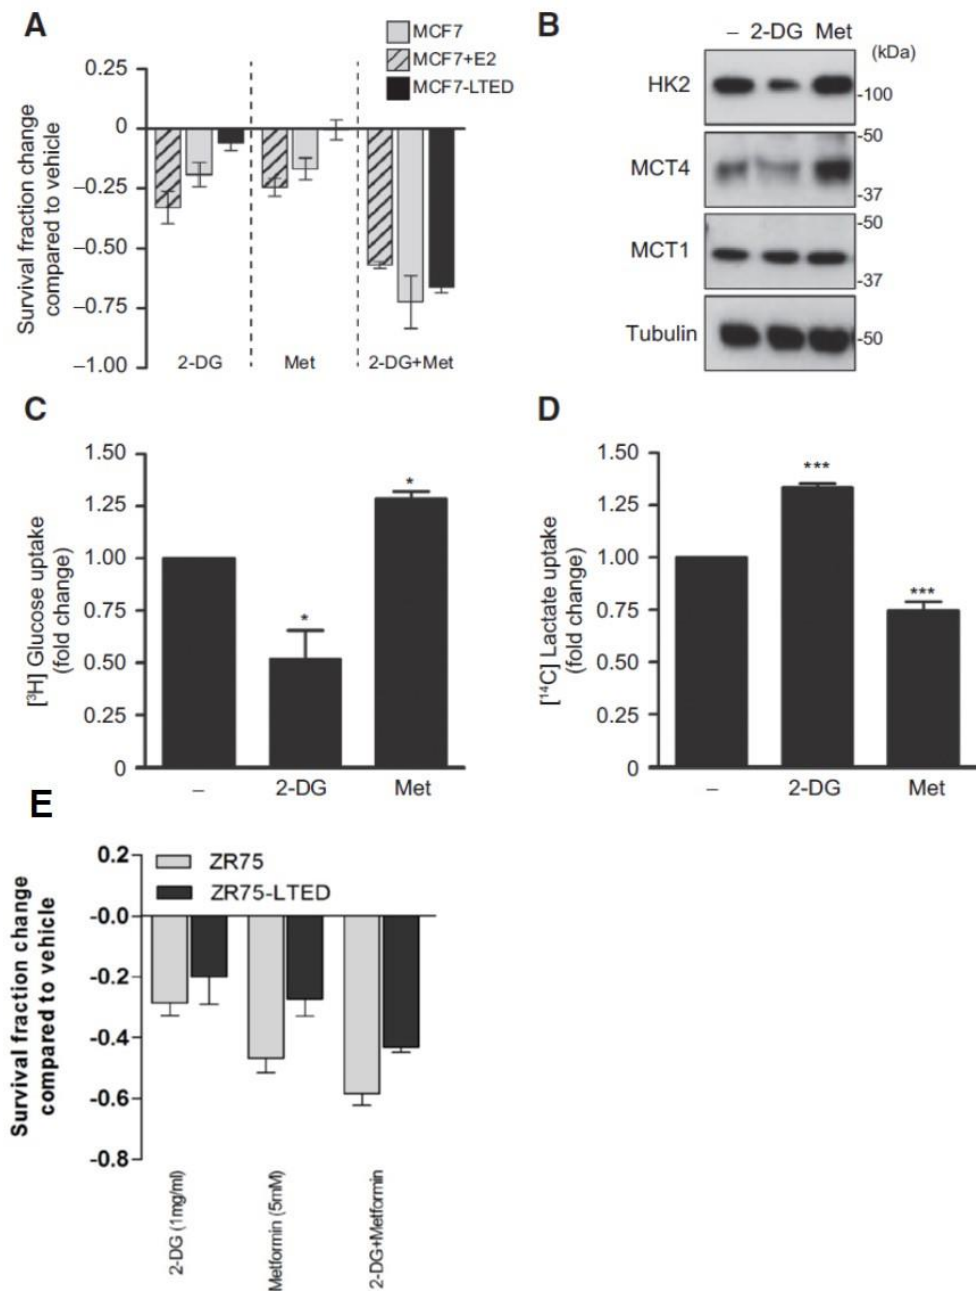 A
MCF7
MCF7+E2
MCF7-LTED
0.25
0
–0.25
–0.50
–0.75
–1.00
Survival fraction change
compared to vehicle
2-DG
Met
2-DG+Met
B
– 2-DG Met
(kDa)
HK2
-100
-50
MCT4
-37
-50
MCT1
-37
Tubulin
-50
C
1.50
1.25
1.00
0.75
0.50
0.25
0
[³H] Glucose uptake
(fold change)
*
*
– 2-DG Met
D
1.50
1.25
1.00
0.75
0.50
0.25
0
[¹⁴C] Lactate uptake
(fold change)
***
***
– 2-DG Met
E
ZR75
ZR75-LTED
0.2
-0.0
-0.2
-0.4
-0.6
-0.8
Survival fraction change
compared to vehicle
2-DG (1mg/ml)
Metformin (5mM)
2-DG+Metformin